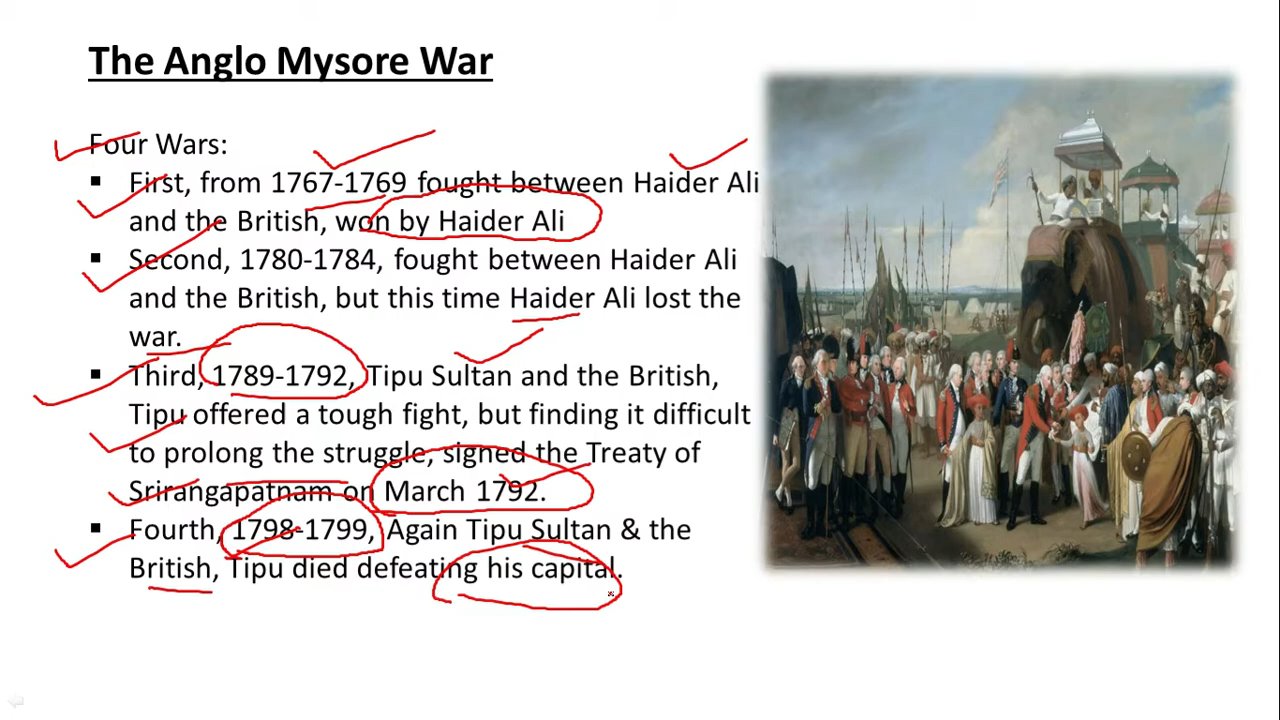 The Anglo Mysore War
Four Wars:
▪ First, from 1767-1769 fought between Haider Ali
and the British, won by Haider Ali
▪ Second, 1780-1784, fought between Haider Ali
and the British, but this time Haider Ali lost the
war.
▪ Third, 1789-1792, Tipu Sultan and the British,
Tipu offered a tough fight, but finding it difficult
to prolong the struggle, signed the Treaty of
Srirangapatnam on March 1792.
▪ Fourth, 1798-1799, Again Tipu Sultan & the
British, Tipu died defeating his capital.